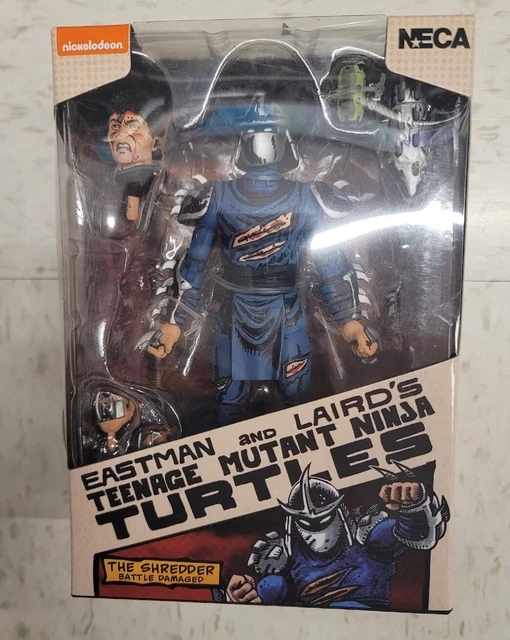 nickelodeon
NECA
EASTMAN AND LAIRD'S
TEENAGE MUTANT NINJA
TURTLES
THE SHREDDER
BATTLE DAMAGED